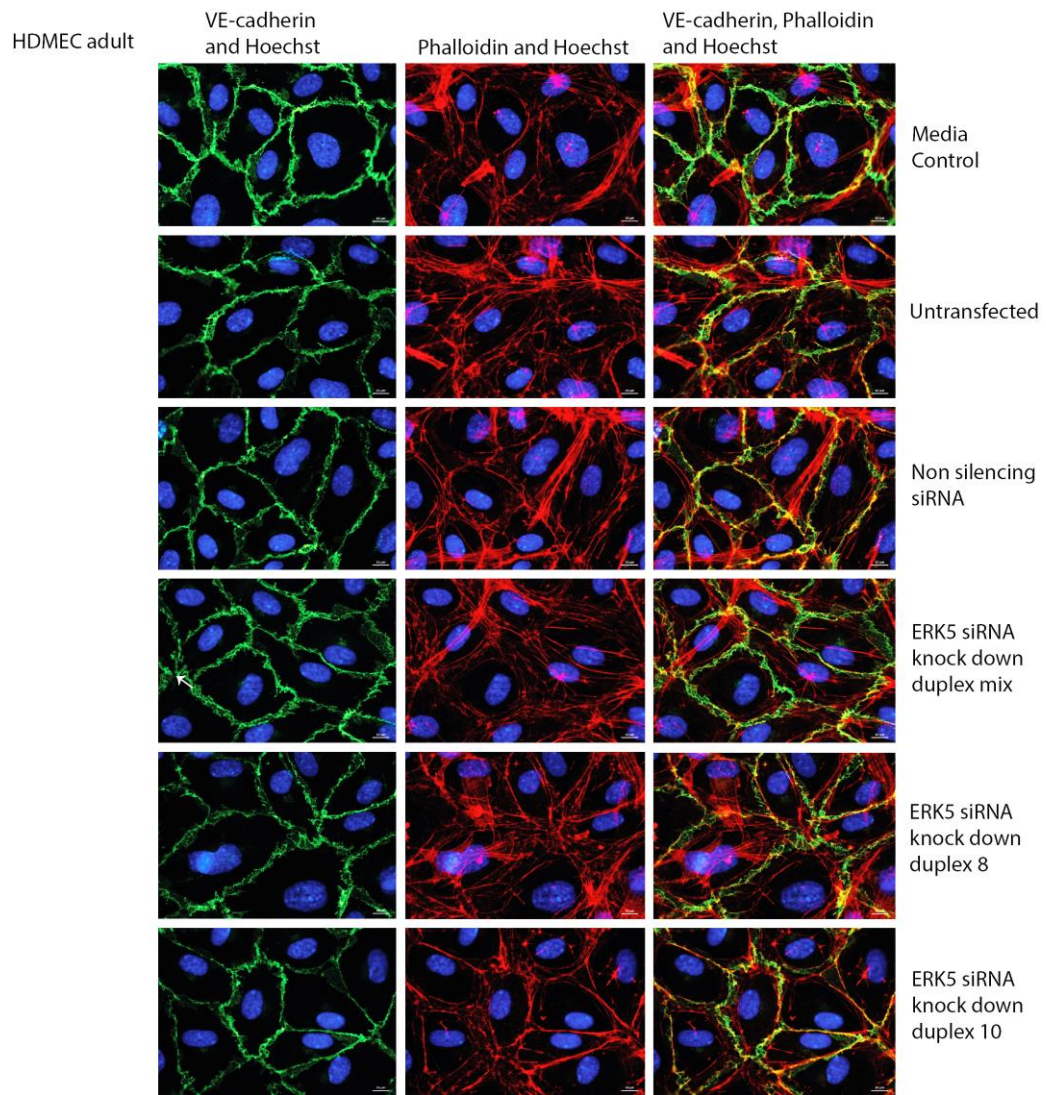 HDMEC adult
VE-cadherin
and Hoechst
Phalloidin and Hoechst
VE-cadherin, Phalloidin
and Hoechst
Media
Control
Untransfected
Non silencing
siRNA
ERK5 siRNA
knock down
duplex mix
ERK5 siRNA
knock down
duplex 8
ERK5 siRNA
knock down
duplex 10